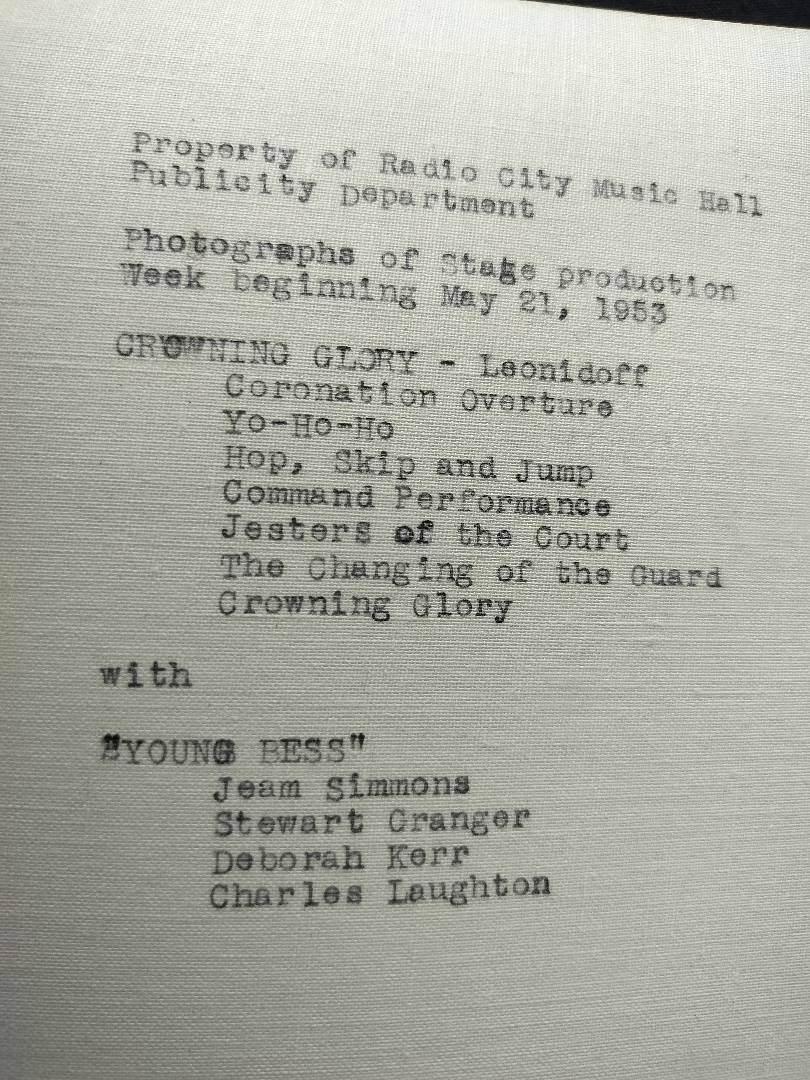 Property of Radio City Music Hall
Publicity Department
Photographs of Stage production
Week beginning May 21, 1953
CROWNING GLORY - Leonidoff
Coronation Overture
Yo-Ho-Ho
Hop, Skip and Jump
Command Performance
Jesters of the Court
The Changing of the Guard
Crowning Glory
with
"YOUNG BESS"
Jeam Simmons
Stewart Granger
Deborah Kerr
Charles Laughton